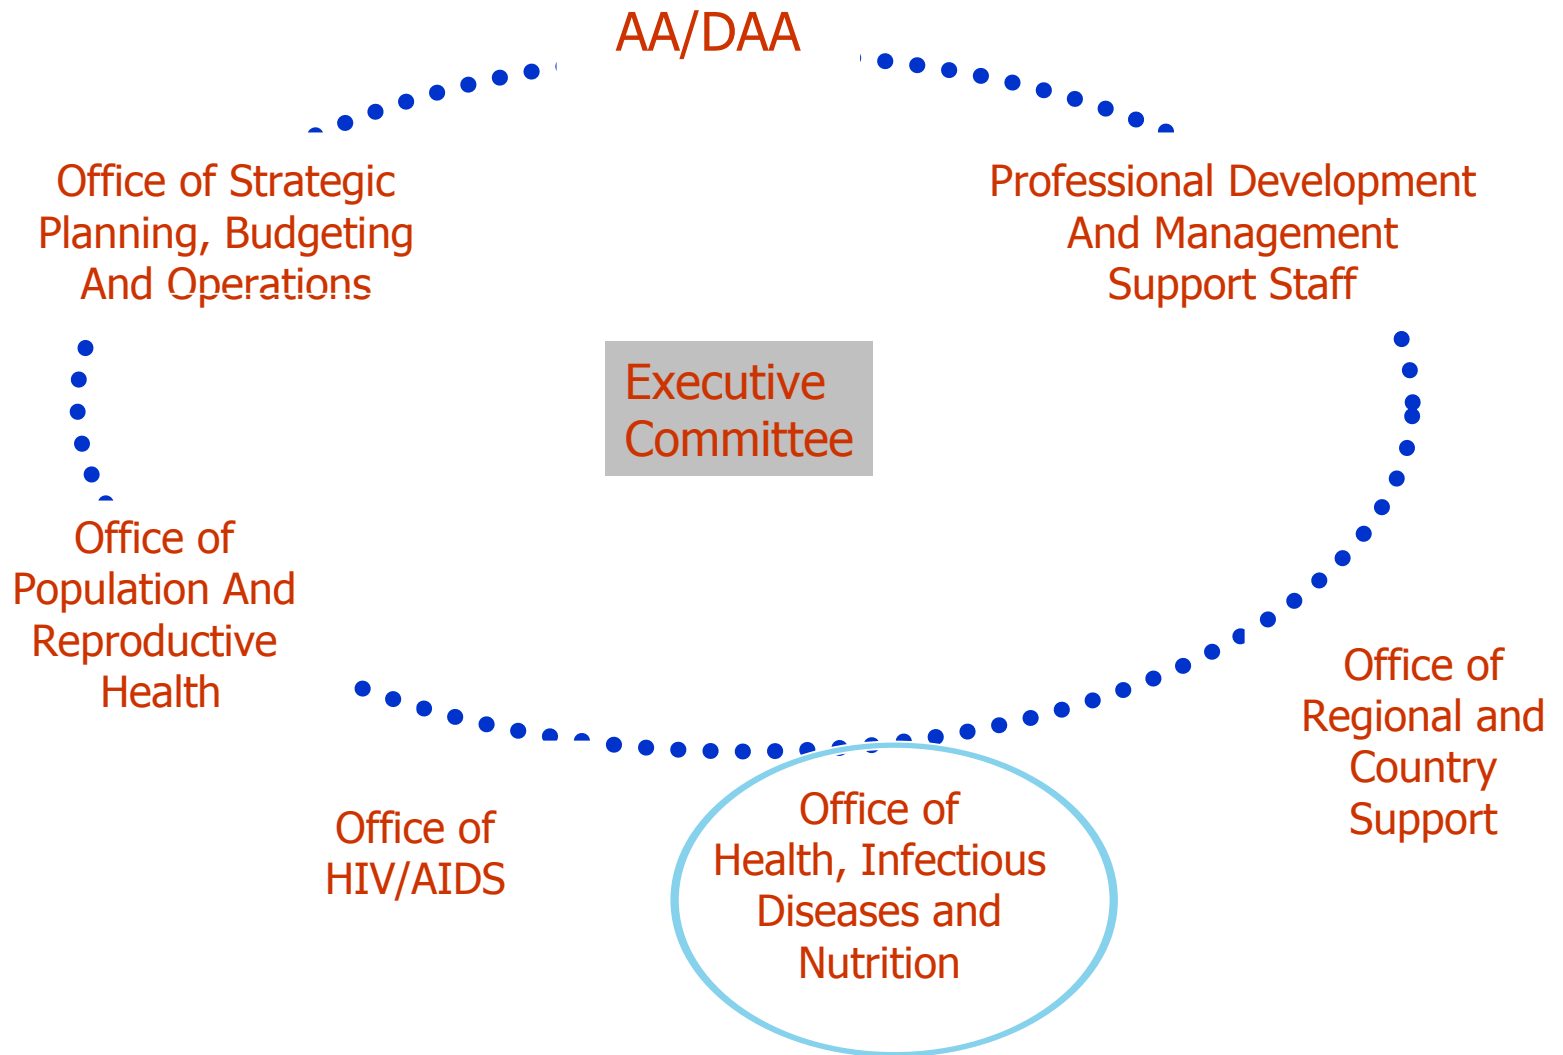 AA/DAA
Office of Strategic
Planning, Budgeting
And Operations
Professional Development
And Management
Support Staff
Executive
Committee
Office of
Population And
Reproductive
Health
Office of
Regional and
Country
Support
Office of
HIV/AIDS
Office of
Health, Infectious
Diseases and
Nutrition